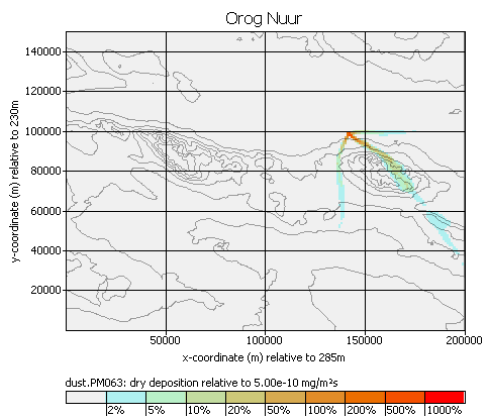 Orog Nuur
140000
120000
100000
80000
60000
40000
20000
y-coordinate (m) relative to 230m
50000 100000 150000 200000
x-coordinate (m) relative to 285m
dust.PM063: dry deposition relative to 5.00e-10 mg/m²s
2% 5% 10% 20% 50% 100% 200% 500% 1000%